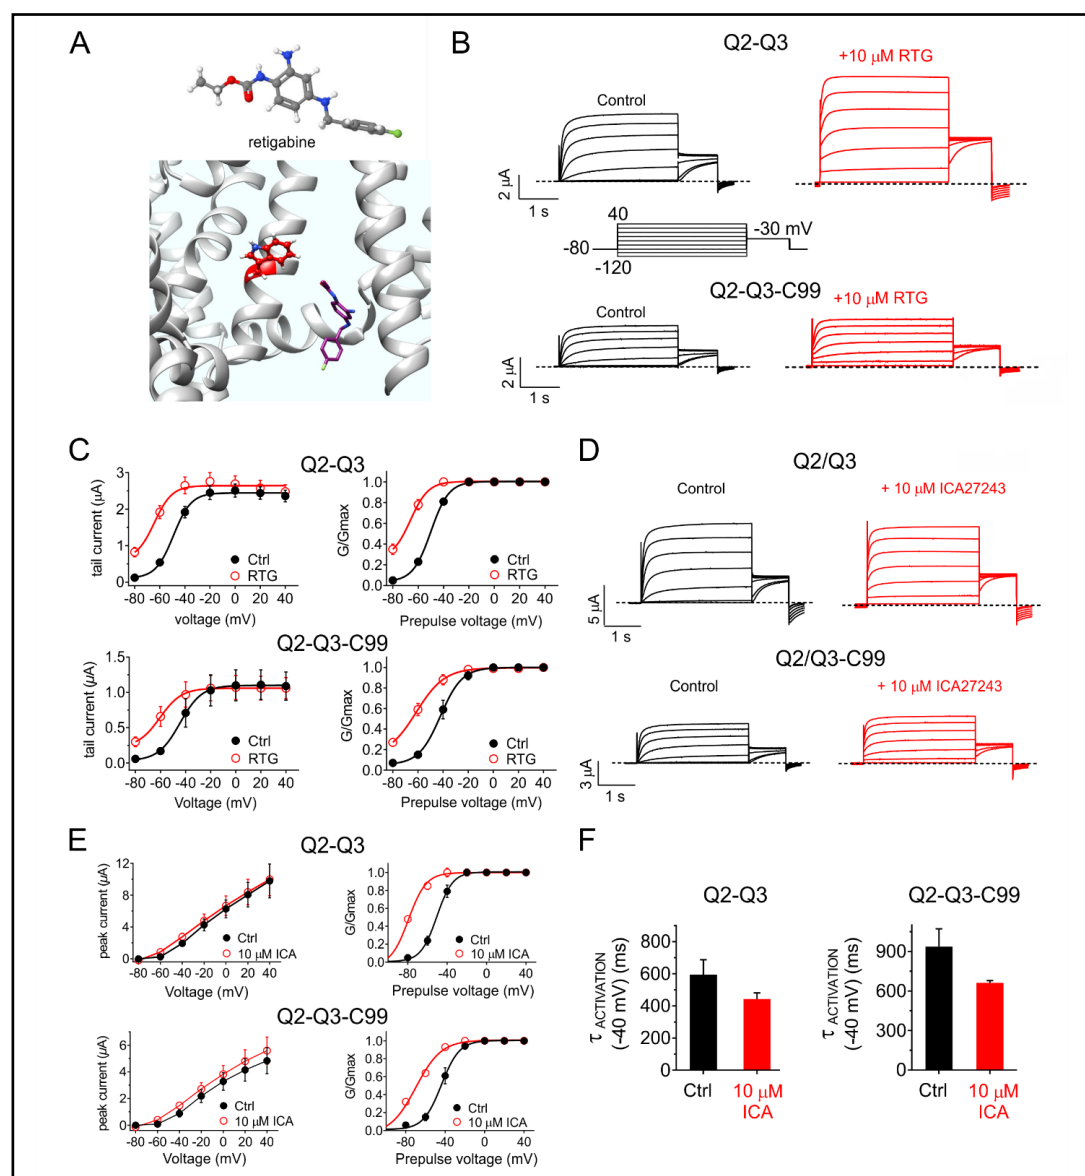 A
retigabine
B
Q2-Q3
Control
+10 μM RTG
2 μA
1 s
40
-80
-30 mV
-120
Q2-Q3-C99
Control
+10 μM RTG
2 μA
1 s
C
Q2-Q3
tail current (μA)
3
2
1
0
-80 -60 -40 -20 0 20 40
voltage (mV)
Ctrl
RTG
G/Gmax
1.0
0.8
0.6
0.4
0.2
0.0
-80 -60 -40 -20 0 20 40
Prepulse voltage (mV)
Ctrl
RTG
Q2-Q3-C99
tail current (μA)
1.5
1.0
0.5
0.0
-80 -60 -40 -20 0 20 40
Voltage (mV)
Ctrl
RTG
G/Gmax
1.0
0.8
0.6
0.4
0.2
0.0
-80 -60 -40 -20 0 20 40
Prepulse voltage (mV)
Ctrl
RTG
D
Q2/Q3
Control
+ 10 μM ICA27243
5 μA
1 s
Q2/Q3-C99
Control
+ 10 μM ICA27243
3 μA
1 s
E
Q2-Q3
peak current (μA)
12
8
4
0
-80 -60 -40 -20 0 20 40
Voltage (mV)
Ctrl
10 μM ICA
G/Gmax
1.0
0.8
0.6
0.4
0.2
0.0
-80 -40 0 40
Prepulse voltage (mV)
Ctrl
10 μM ICA
Q2-Q3-C99
peak current (μA)
6
4
2
0
-80 -60 -40 -20 0 20 40
Voltage (mV)
Ctrl
10 μM ICA
G/Gmax
1.0
0.8
0.6
0.4
0.2
0.0
-80 -40 0 40
Prepulse voltage (mV)
Ctrl
10 μM ICA
F
Q2-Q3
τ ACTIVATION
(-40 mV) (ms)
800
600
400
200
0
Ctrl
10 μM
ICA
Q2-Q3-C99
τ ACTIVATION
(-40 mV) (ms)
900
600
300
0
Ctrl
10 μM
ICA